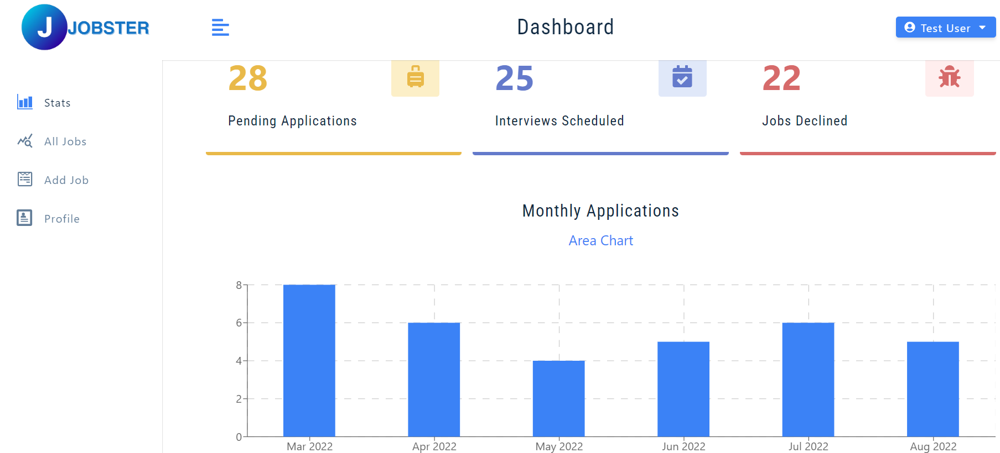 J JOBSTER
Dashboard
Test User
Stats
All Jobs
Add Job
Profile
28
Pending Applications
25
Interviews Scheduled
22
Jobs Declined
Monthly Applications
Area Chart
8
6
4
2
0
Mar 2022
Apr 2022
May 2022
Jun 2022
Jul 2022
Aug 2022